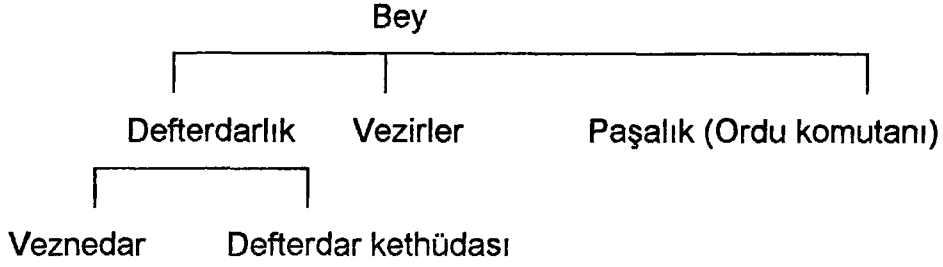 Bey
Defterdarlık Vezirler Paşalık (Ordu komutanı)
Veznedar Defterdar kethüdası